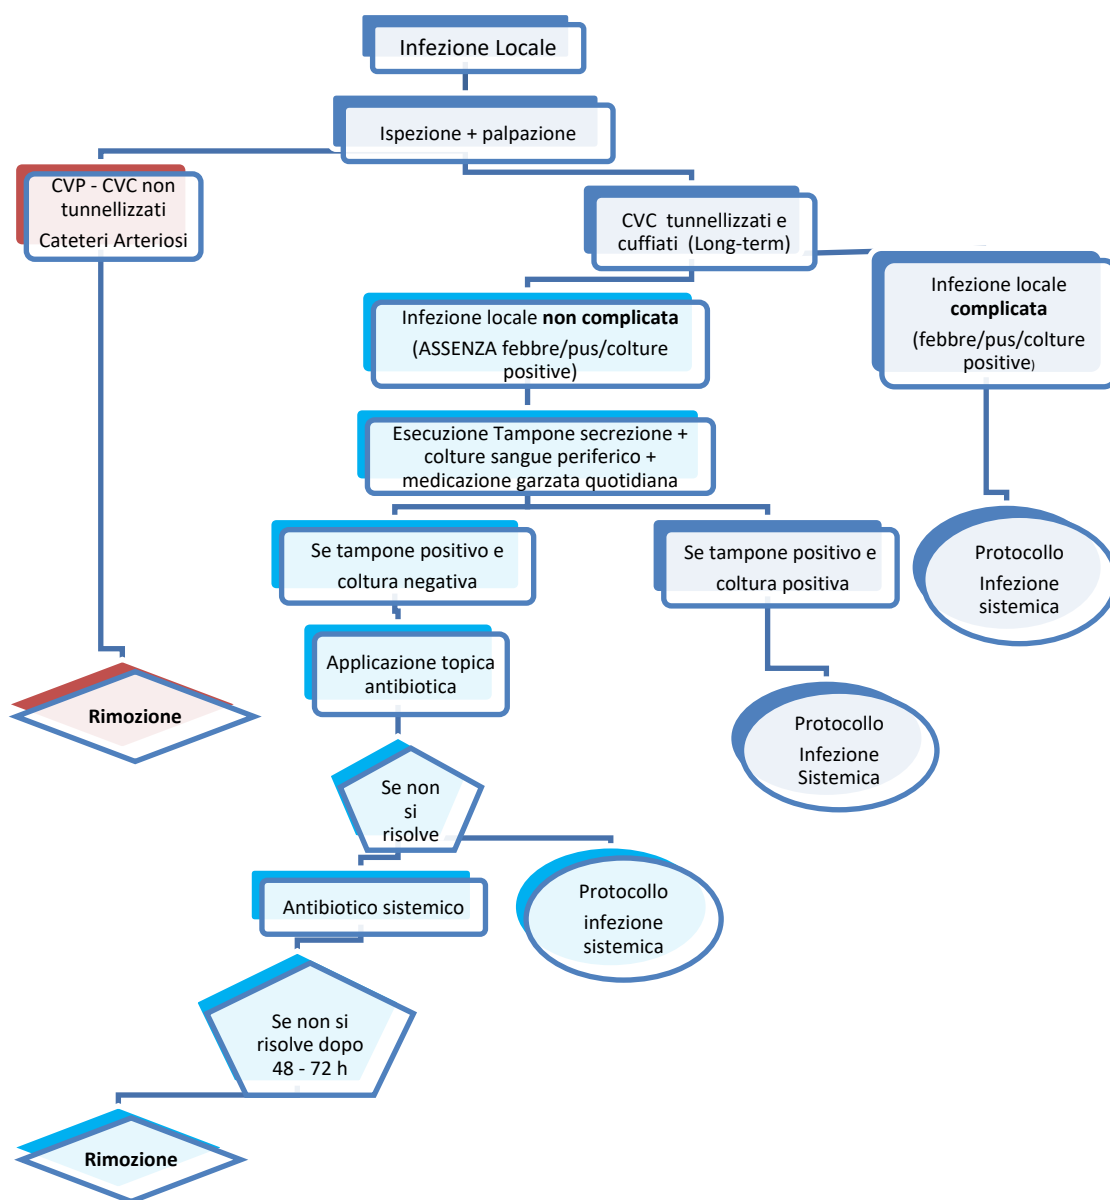 Infezione Locale
Ispezione + palpazione
CVP - CVC non
tunnellizzati
Cateteri Arteriosi
CVC tunnellizzati e
cuffiati (Long-term)
Infezione locale
complicata
(febbre/pus/colture
positive)
Infezione locale non complicata
(ASSENZA febbre/pus/colture
positive)
Esecuzione Tampone secrezione +
colture sangue periferico +
medicazione garzata quotidiana
Se tampone positivo e
coltura negativa
Se tampone positivo e
coltura positiva
Protocollo
Infezione
sistemica
Applicazione topica
antibiotica
Rimozione
Protocollo
Infezione
Sistemica
Se non
si
risolve
Antibiotico sistemico
Protocollo
infezione
sistemica
Se non si
risolve dopo
48 - 72 h
Rimozione